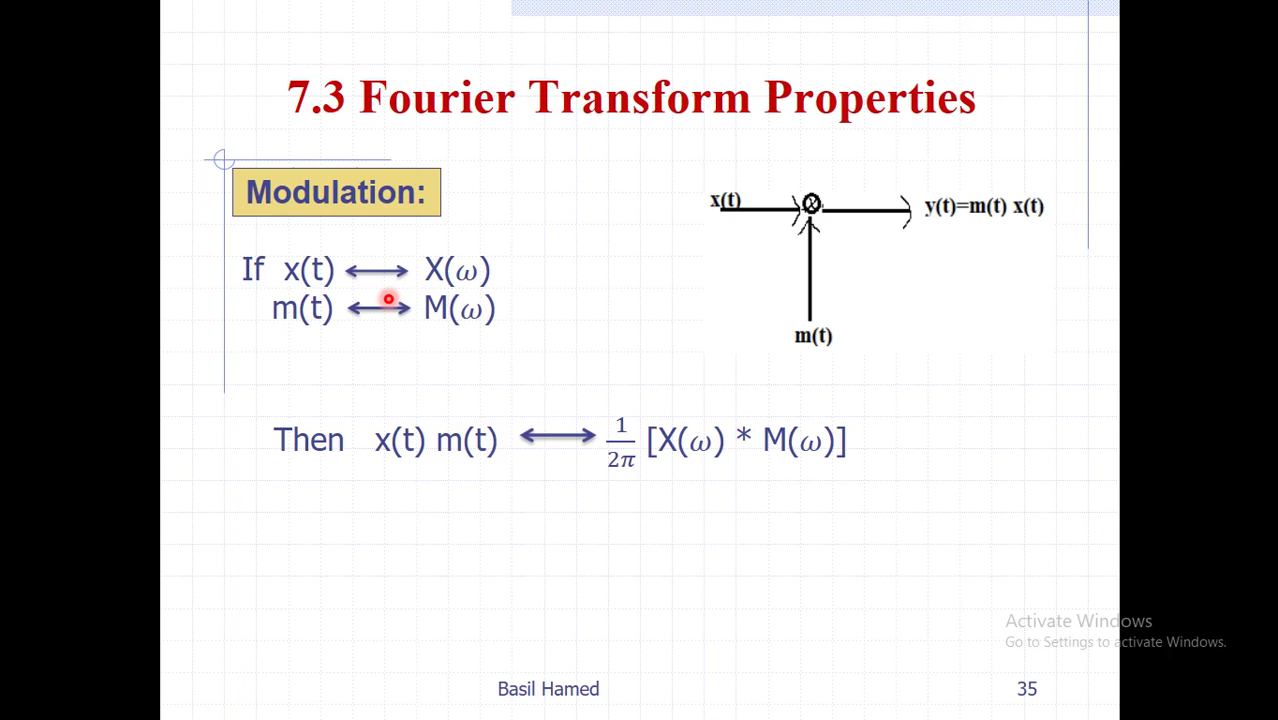 7.3 Fourier Transform Properties
Modulation:
x(t)
y(t)=m(t) x(t)
If x(t) ⟷ X(ω)
m(t) ⟷ M(ω)
m(t)
Then x(t) m(t) ⟷ 1/2π [X(ω) * M(ω)]
Activate Windows
Go to Settings to activate Windows.
Basil Hamed
35